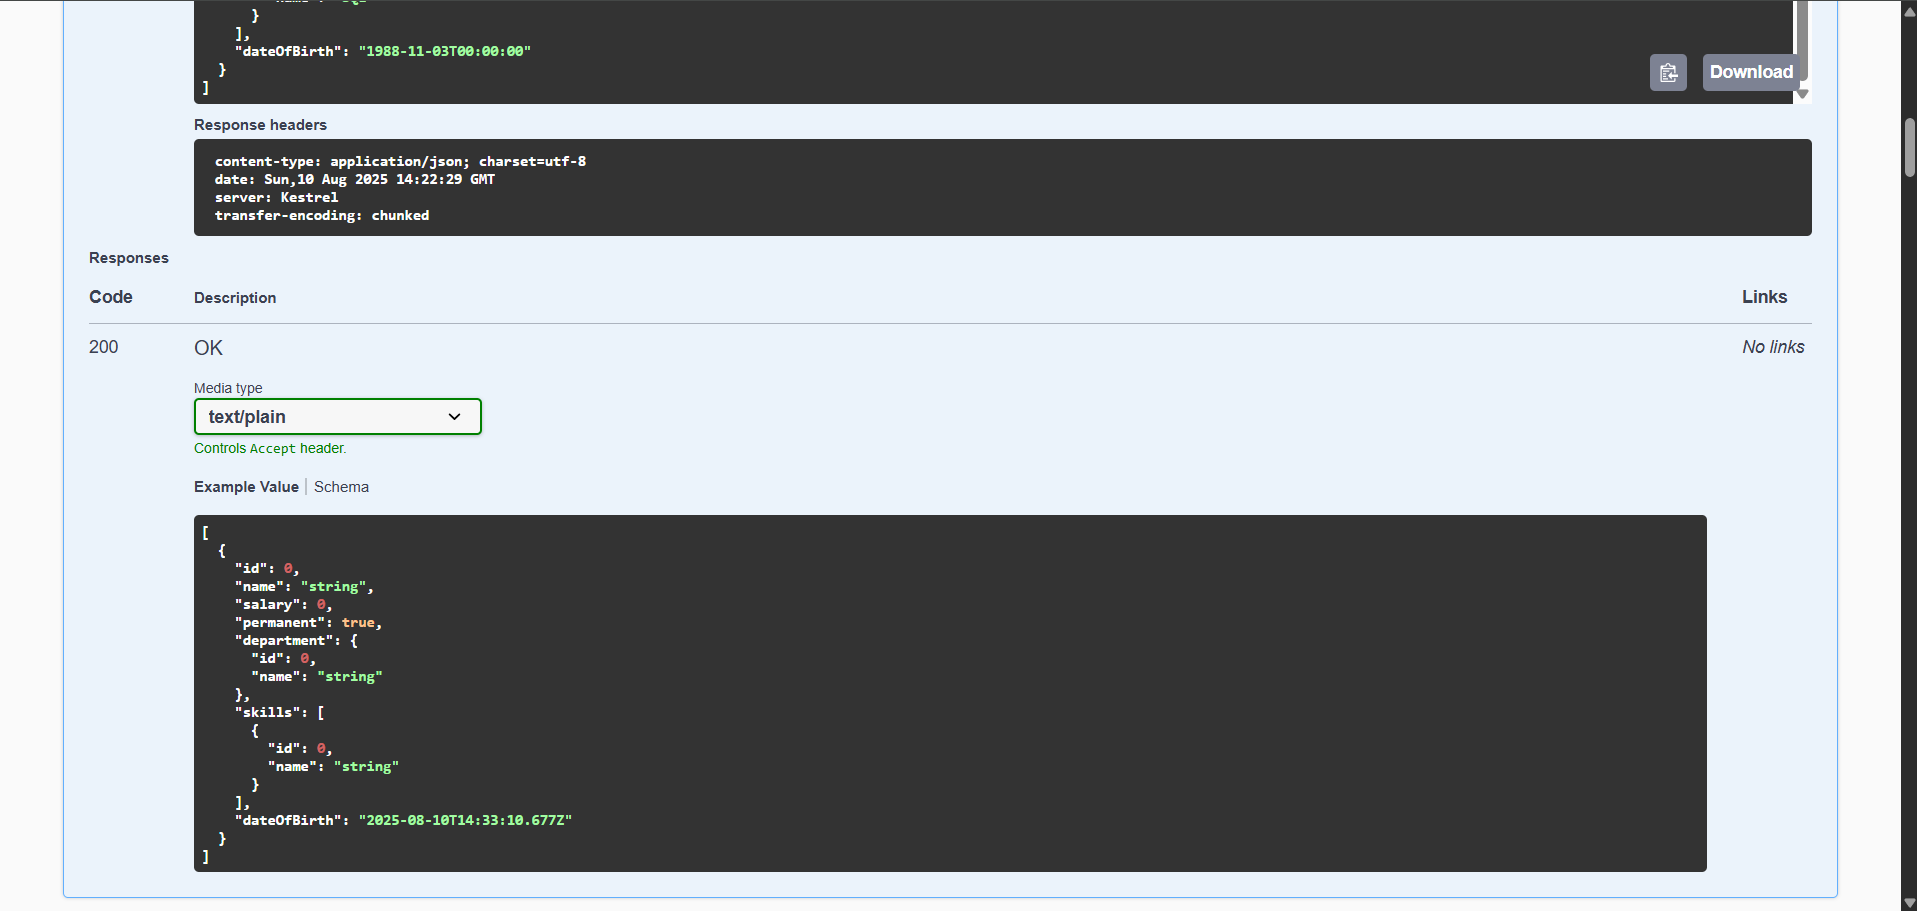 }
],
"dateOfBirth": "1988-11-03T00:00:00"
}
]
Download
Response headers
content-type: application/json; charset=utf-8
date: Sun,10 Aug 2025 14:22:29 GMT
server: Kestrel
transfer-encoding: chunked
Responses
Code Description Links
200 OK No links
Media type
text/plain
Controls Accept header.
Example Value | Schema
[
{
"id": 0,
"name": "string",
"salary": 0,
"permanent": true,
"department": {
"id": 0,
"name": "string"
},
"skills": [
{
"id": 0,
"name": "string"
}
],
"dateOfBirth": "2025-08-10T14:33:10.677Z"
}
]